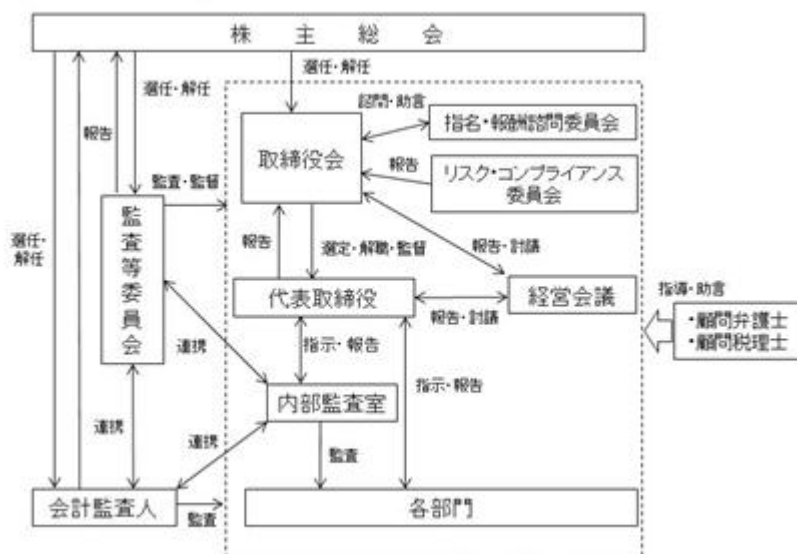 株主総会
選任・解任
選任・解任
報告
諮問・助言
指名・報酬諮問委員会
取締役会
報告
リスク・コンプライアンス
委員会
監査・監督
監査等委員会
選任・
解任
報告
選定・解職・監督
報告・討議
代表取締役
経営会議
報告・討議
指導・助言
・顧問弁護士
・顧問税理士
連携
指示・報告
指示・報告
内部監査室
連携
連携
監査
会計監査人
監査
各部門